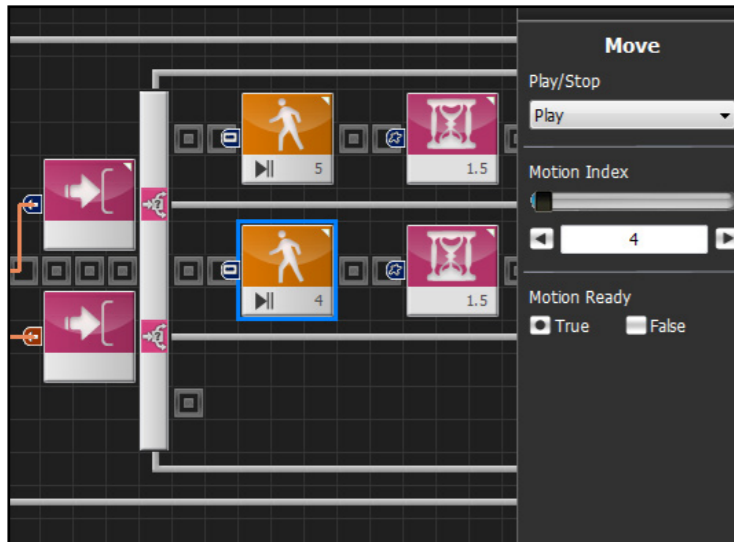 Move
Play/Stop
Play
Motion Index
4
Motion Ready
True False
5 1.5
4 1.5